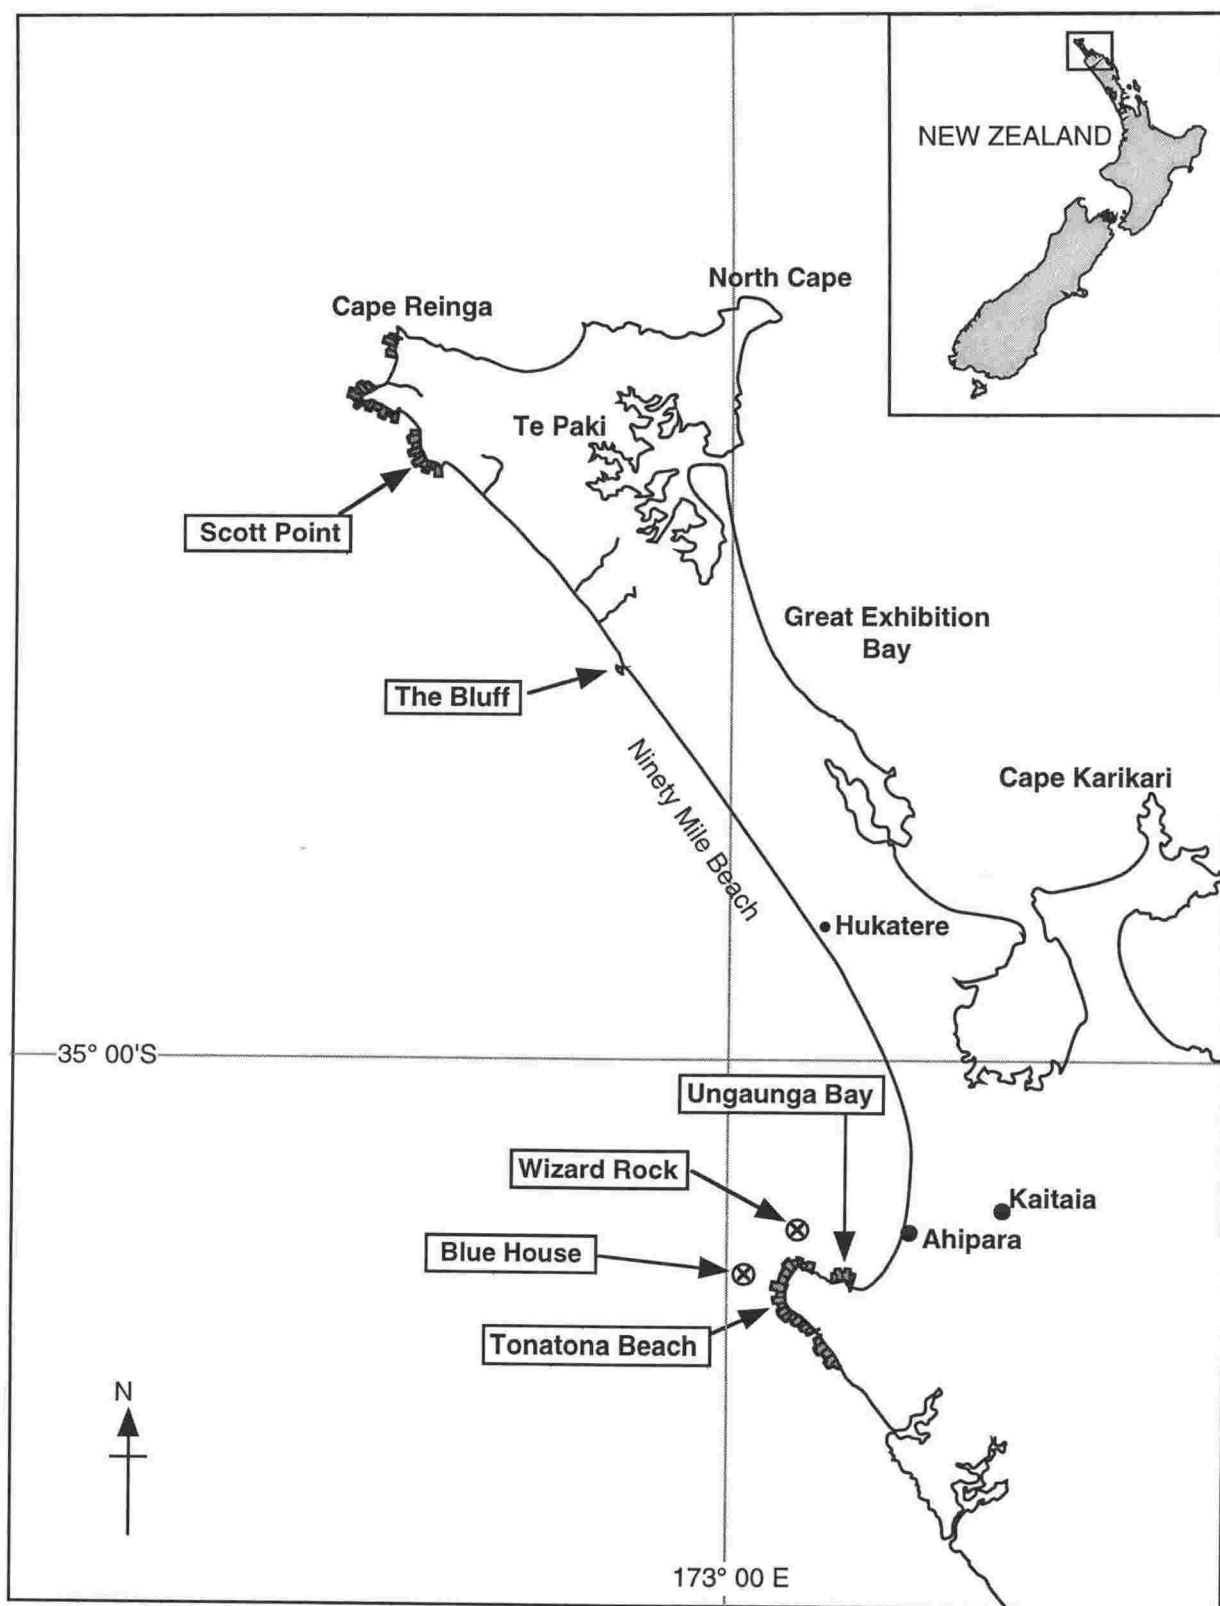 NEW ZEALAND
North Cape
Cape Reinga
Te Paki
Scott Point
Great Exhibition
Bay
The Bluff
Ninety Mile Beach
Cape Karikari
Hukatere
35° 00'S
Ungaunga Bay
Wizard Rock
Kaitaia
Ahipara
Blue House
Tonatona Beach
N
173° 00 E